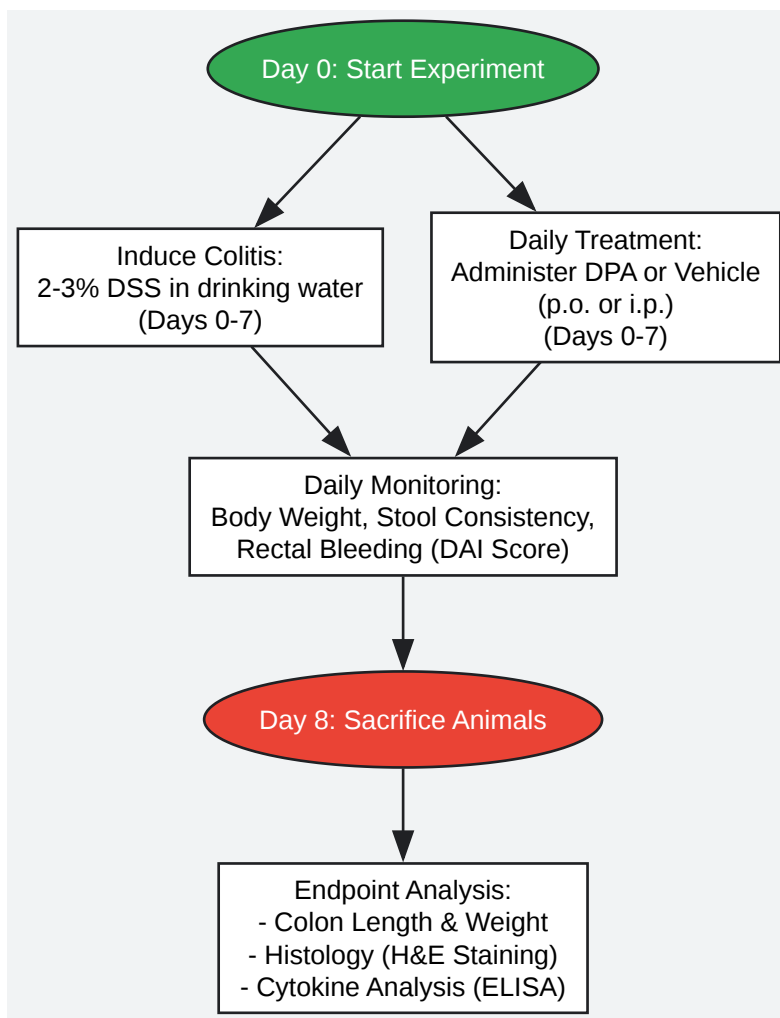 Day 0: Start Experiment
Induce Colitis:
2-3% DSS in drinking water
(Days 0-7)
Daily Treatment:
Administer DPA or Vehicle
(p.o. or i.p.)
(Days 0-7)
Daily Monitoring:
Body Weight, Stool Consistency,
Rectal Bleeding (DAI Score)
Day 8: Sacrifice Animals
Endpoint Analysis:
- Colon Length & Weight
- Histology (H&E Staining)
- Cytokine Analysis (ELISA)